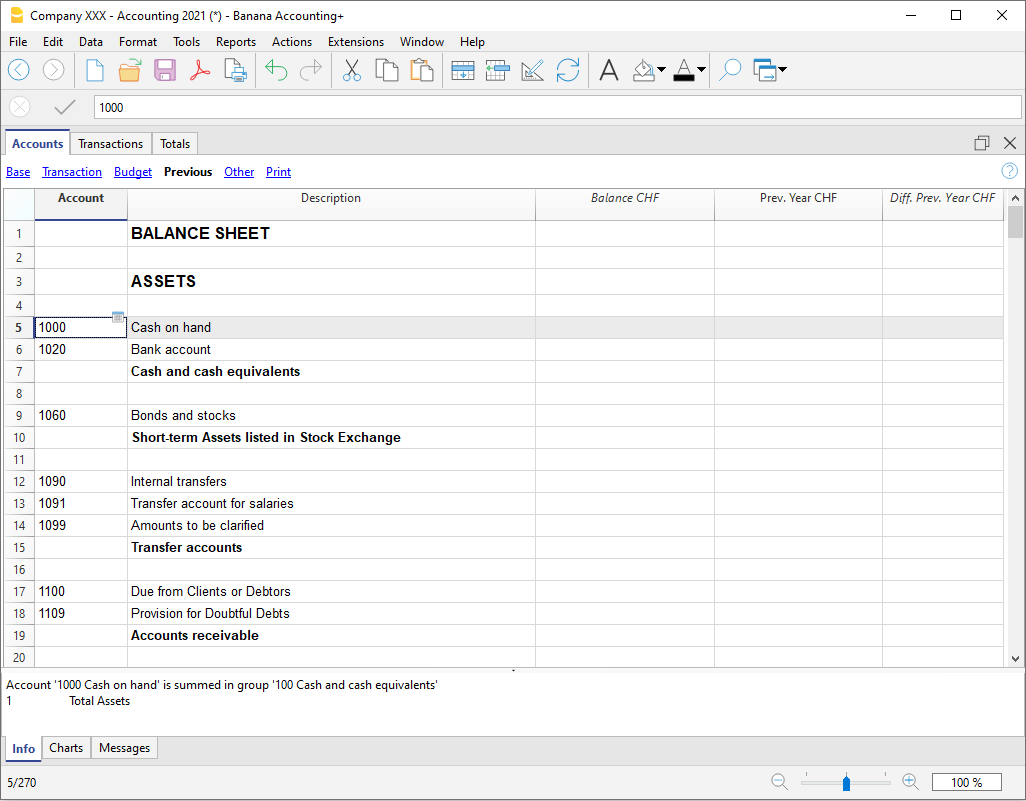 Company XXX - Accounting 2021 (*) - Banana Accounting+
File Edit Data Format Tools Reports Actions Extensions Window Help
1000
Accounts Transactions Totals
Base Transaction Budget Previous Other Print
Account Description Balance CHF Prev. Year CHF Diff. Prev. Year CHF
1 BALANCE SHEET
2
3 ASSETS
4
5 1000 Cash on hand
6 1020 Bank account
7 Cash and cash equivalents
8
9 1060 Bonds and stocks
10 Short-term Assets listed in Stock Exchange
11
12 1090 Internal transfers
13 1091 Transfer account for salaries
14 1099 Amounts to be clarified
15 Transfer accounts
16
17 1100 Due from Clients or Debtors
18 1109 Provision for Doubtful Debts
19 Accounts receivable
20
Account '1000 Cash on hand' is summed in group '100 Cash and cash equivalents'
1 Total Assets
Info Charts Messages
5/270 100 %